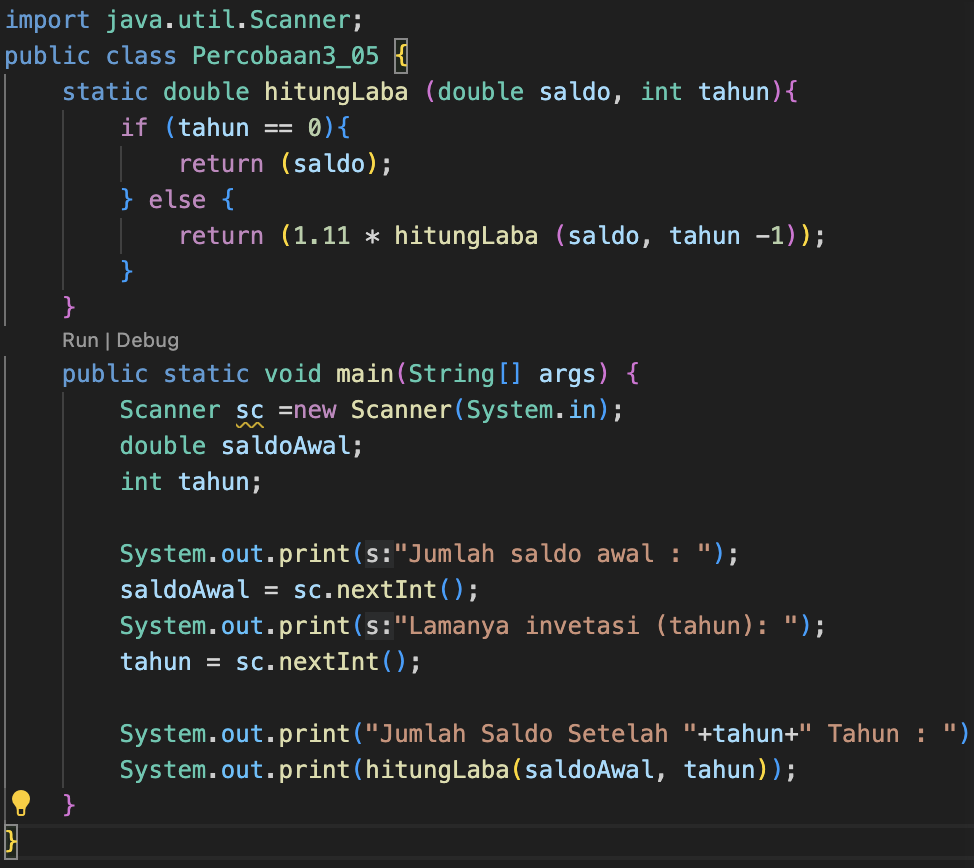 import java.util.Scanner;
public class Percobaan3_05 {
    static double hitungLaba (double saldo, int tahun){
        if (tahun == 0){
            return (saldo);
        } else {
            return (1.11 * hitungLaba (saldo, tahun -1));
        }
    }
    Run | Debug
    public static void main(String[] args) {
        Scanner sc =new Scanner(System.in);
        double saldoAwal;
        int tahun;

        System.out.print(s:"Jumlah saldo awal : ");
        saldoAwal = sc.nextInt();
        System.out.print(s:"Lamanya invetasi (tahun): ");
        tahun = sc.nextInt();

        System.out.print("Jumlah Saldo Setelah "+tahun+" Tahun : ")
        System.out.print(hitungLaba(saldoAwal, tahun));
    }
}